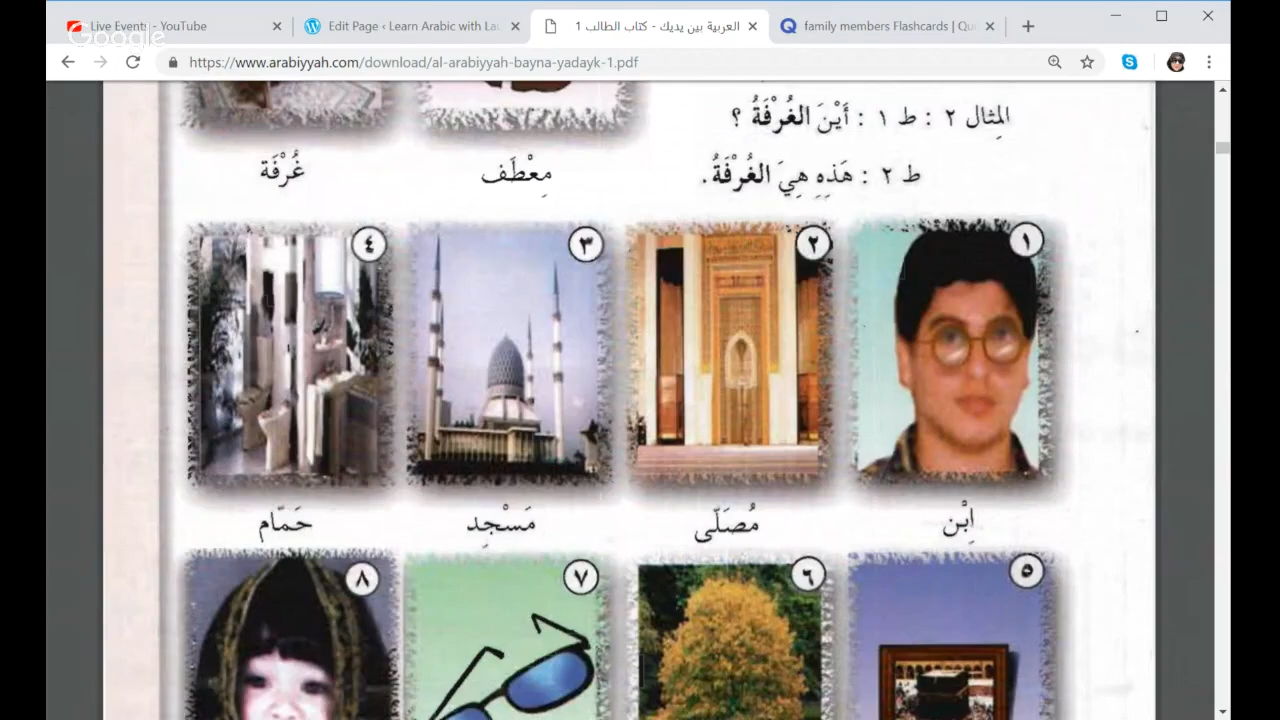 Live Events - YouTube
Edit Page ‹ Learn Arabic with La
العربية بين يديك - كتاب الطالب 1
family members Flashcards | Qu
Google
https://www.arabiyyah.com/download/al-arabiyyah-bayna-yadayk-1.pdf
المِثال ٢ : ط ١ : أَيْنَ الغُرْفَةُ ؟
ط ٢ : هَذِهِ هِيَ الغُرْفَةُ.
مِعْطَف
غُرْفَة
١
٢
٣
٤
اِبْن
مُصَلّى
مَسْجِد
حَمّام
٥
٦
٧
٨